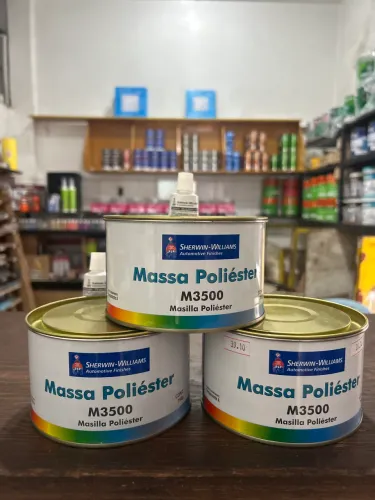 SHERWIN-WILLIAMS
Automotive Finishes
Massa Poliéster
M3500
Masilla Poliéster
SHERWIN-WILLIAMS
Automotive Finishes
Massa Poliéster
M3500
Masilla Poliéster
SHERWIN-WILLIAMS
Automotive Finishes
Massa Poliéster
M3500
Masilla Poliéster